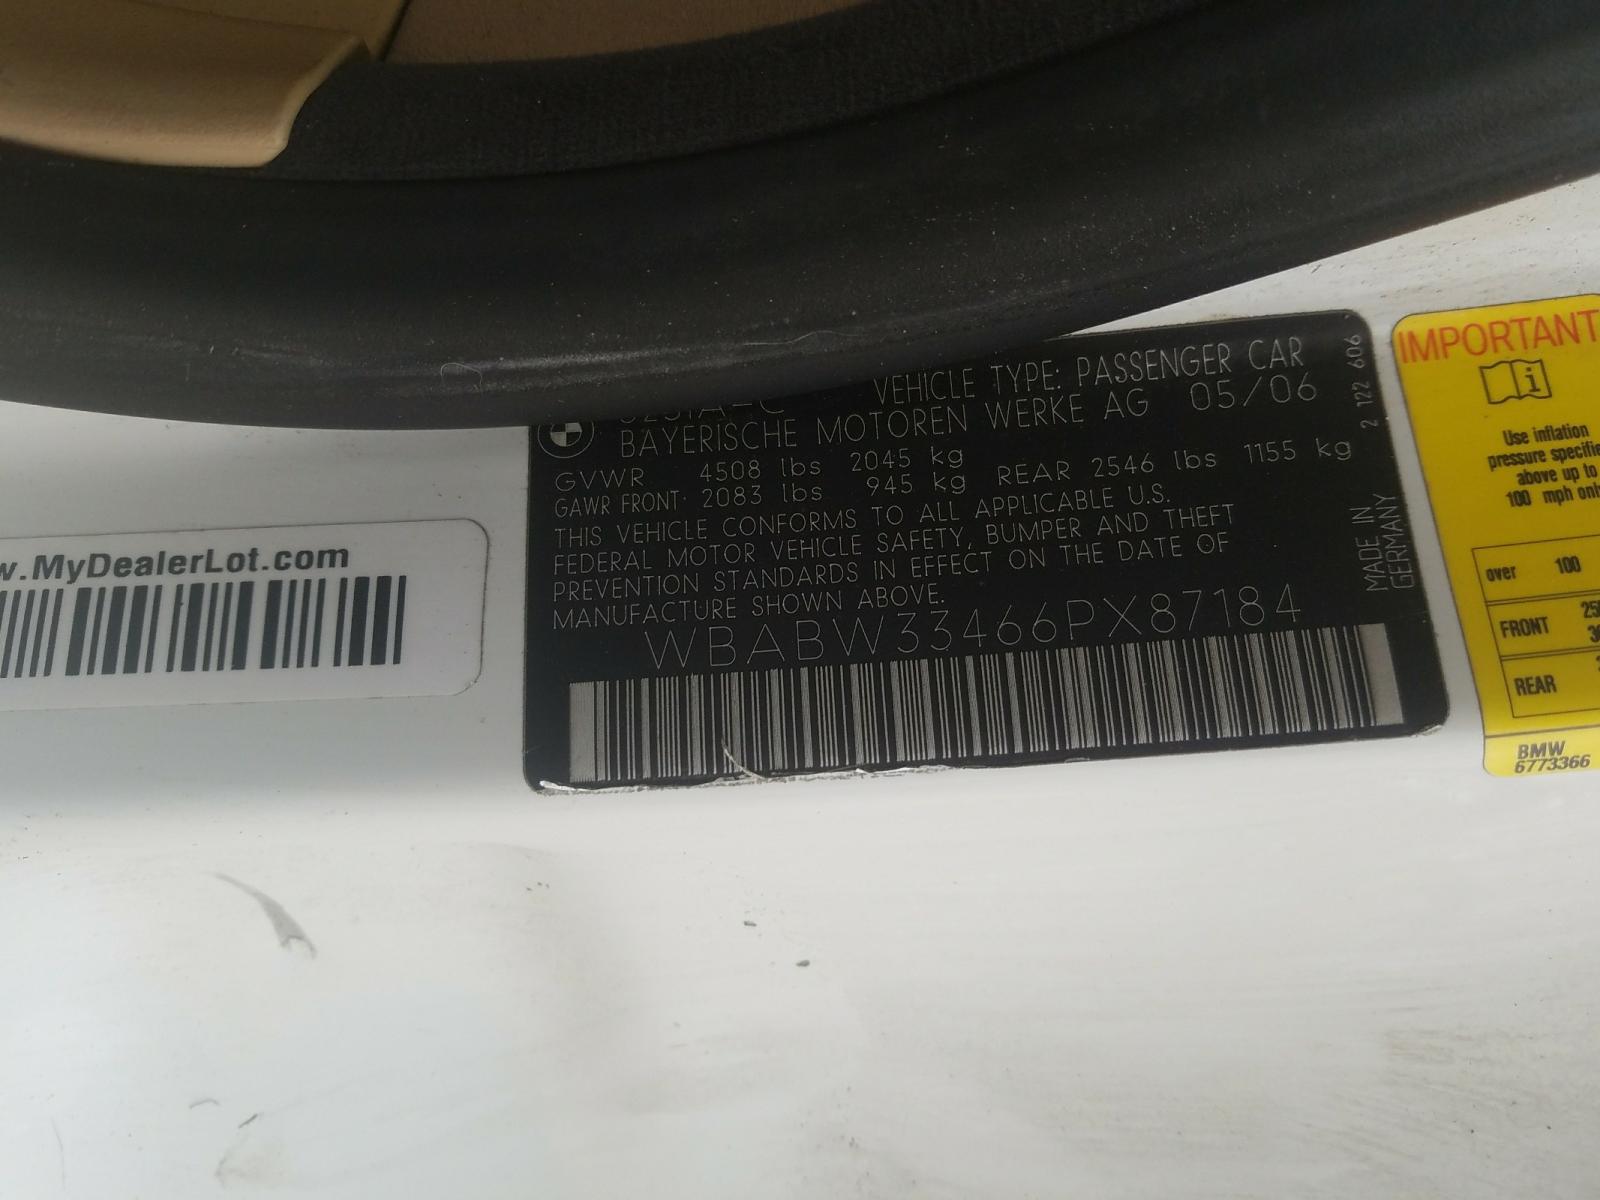 VEHICLE TYPE: PASSENGER CAR
BAYERISCHE MOTOREN WERKE AG 05/06
GVWR 4508 lbs 2045 kg
GAWR FRONT 2083 lbs 945 kg REAR 2546 lbs 1155 kg
THIS VEHICLE CONFORMS TO ALL APPLICABLE U.S.
FEDERAL MOTOR VEHICLE SAFETY, BUMPER AND THEFT
PREVENTION STANDARDS IN EFFECT ON THE DATE OF
MANUFACTURE SHOWN ABOVE.
WBABW33466PX87184
2 122 606
MADE IN
GERMANY
.MyDealerLot.com
IMPORTANT
i
Use inflation
pressure
above up to
100 mph
over 100
FRONT
REAR
BMW
6773366